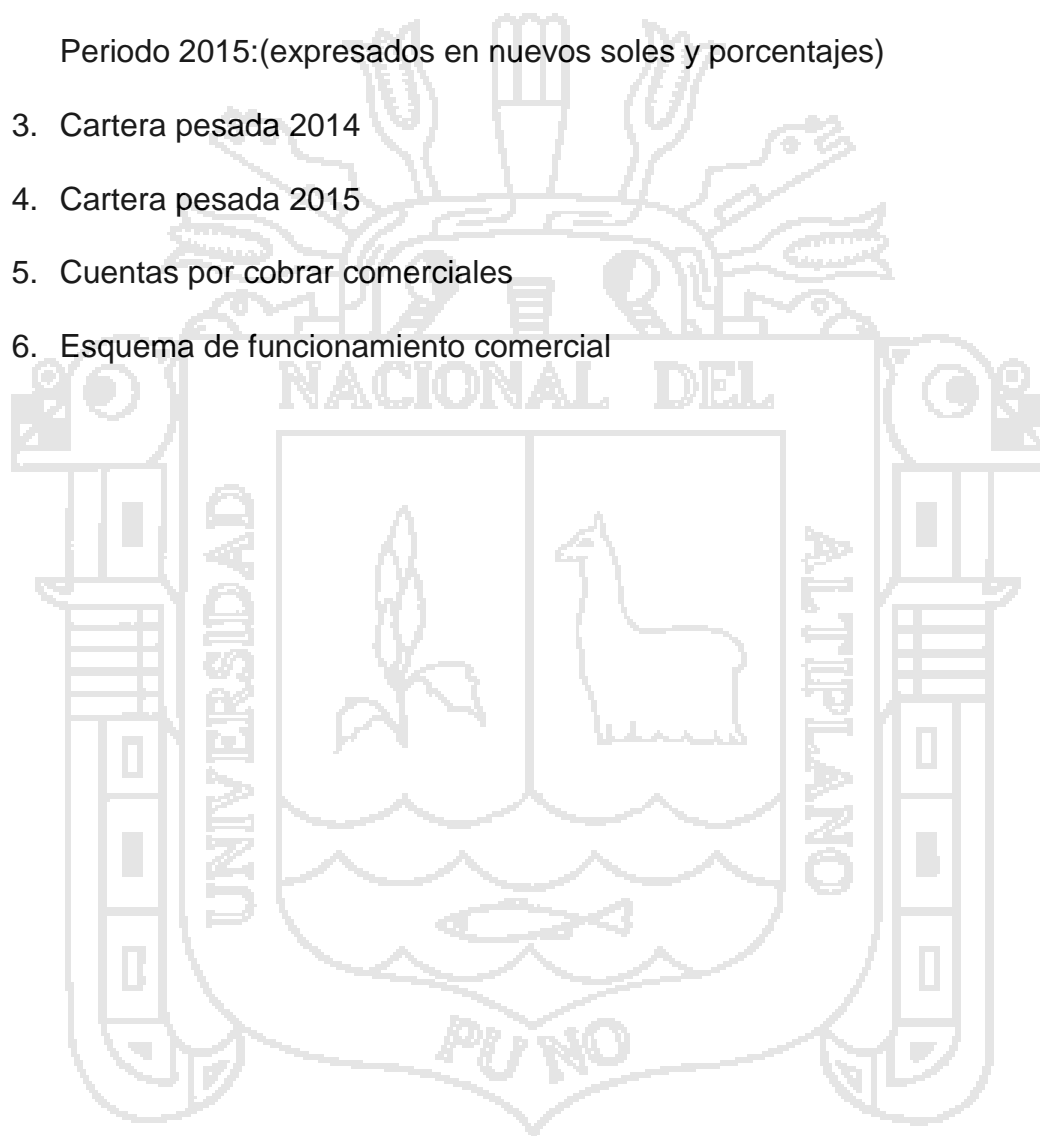 Periodo 2015:(expresados en nuevos soles y porcentajes)
3. Cartera pesada 2014
4. Cartera pesada 2015
5. Cuentas por cobrar comerciales
6. Esquema de funcionamiento comercial
NACIONAL DEL
UNIVERSIDAD
ALTIPLANO
PUNO